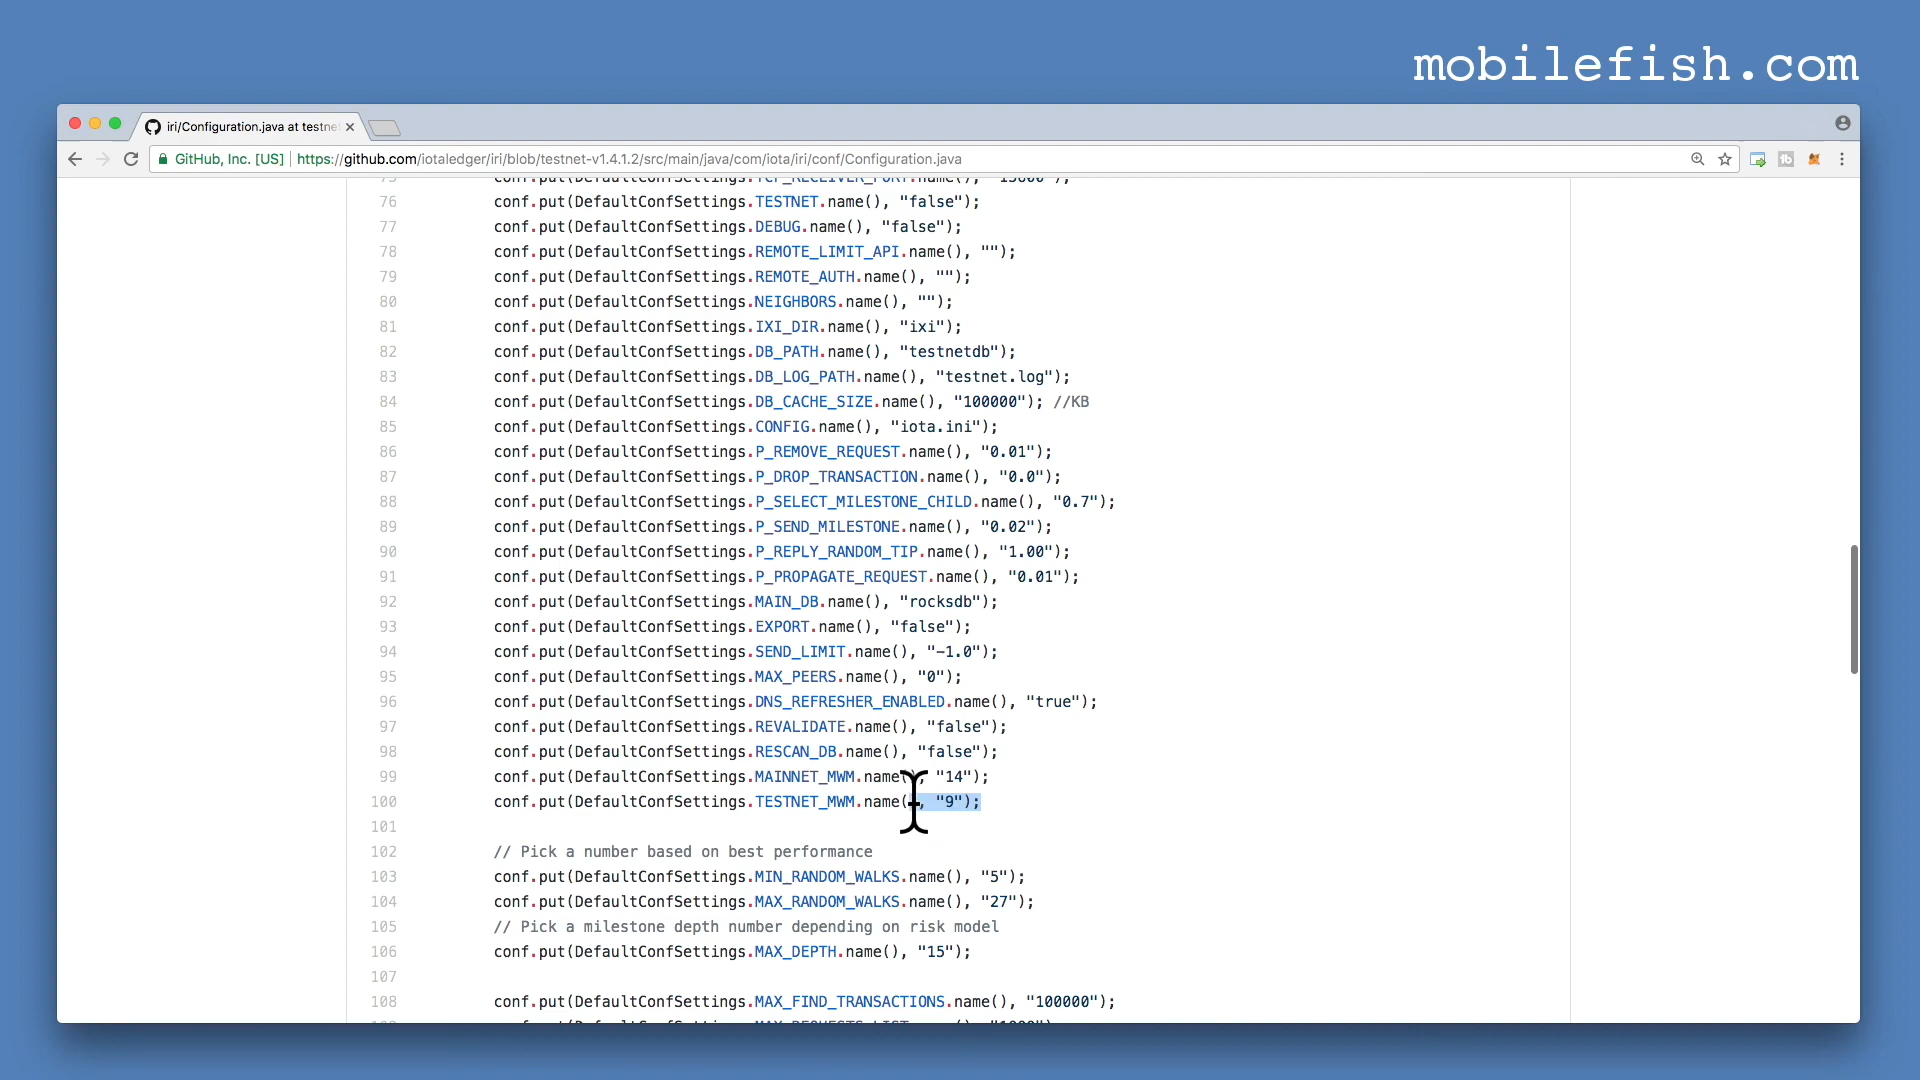 mobilefish.com
iri/Configuration.java at testne
GitHub, Inc. [US] https://github.com/iotaledger/iri/blob/testnet-v1.4.1.2/src/main/java/com/iota/iri/conf/Configuration.java
76 conf.put(DefaultConfSettings.TESTNET.name(), "false");
77 conf.put(DefaultConfSettings.DEBUG.name(), "false");
78 conf.put(DefaultConfSettings.REMOTE_LIMIT_API.name(), "");
79 conf.put(DefaultConfSettings.REMOTE_AUTH.name(), "");
80 conf.put(DefaultConfSettings.NEIGHBORS.name(), "");
81 conf.put(DefaultConfSettings.IXI_DIR.name(), "ixi");
82 conf.put(DefaultConfSettings.DB_PATH.name(), "testnetdb");
83 conf.put(DefaultConfSettings.DB_LOG_PATH.name(), "testnet.log");
84 conf.put(DefaultConfSettings.DB_CACHE_SIZE.name(), "100000"); //KB
85 conf.put(DefaultConfSettings.CONFIG.name(), "iota.ini");
86 conf.put(DefaultConfSettings.P_REMOVE_REQUEST.name(), "0.01");
87 conf.put(DefaultConfSettings.P_DROP_TRANSACTION.name(), "0.0");
88 conf.put(DefaultConfSettings.P_SELECT_MILESTONE_CHILD.name(), "0.7");
89 conf.put(DefaultConfSettings.P_SEND_MILESTONE.name(), "0.02");
90 conf.put(DefaultConfSettings.P_REPLY_RANDOM_TIP.name(), "1.00");
91 conf.put(DefaultConfSettings.P_PROPAGATE_REQUEST.name(), "0.01");
92 conf.put(DefaultConfSettings.MAIN_DB.name(), "rocksdb");
93 conf.put(DefaultConfSettings.EXPORT.name(), "false");
94 conf.put(DefaultConfSettings.SEND_LIMIT.name(), "-1.0");
95 conf.put(DefaultConfSettings.MAX_PEERS.name(), "0");
96 conf.put(DefaultConfSettings.DNS_REFRESHER_ENABLED.name(), "true");
97 conf.put(DefaultConfSettings.REVALIDATE.name(), "false");
98 conf.put(DefaultConfSettings.RESCAN_DB.name(), "false");
99 conf.put(DefaultConfSettings.MAINNET_MWM.name(), "14");
100 conf.put(DefaultConfSettings.TESTNET_MWM.name(), "9");
101
102 // Pick a number based on best performance
103 conf.put(DefaultConfSettings.MIN_RANDOM_WALKS.name(), "5");
104 conf.put(DefaultConfSettings.MAX_RANDOM_WALKS.name(), "27");
105 // Pick a milestone depth number depending on risk model
106 conf.put(DefaultConfSettings.MAX_DEPTH.name(), "15");
107
108 conf.put(DefaultConfSettings.MAX_FIND_TRANSACTIONS.name(), "100000");